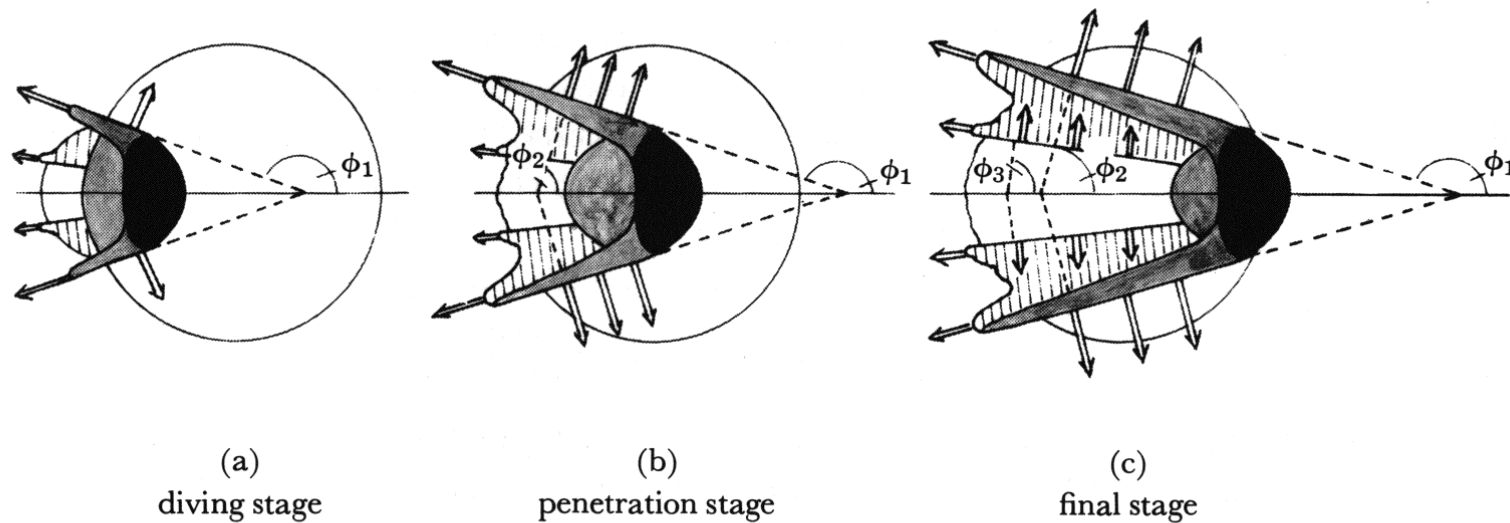 ϕ₁
ϕ₂
ϕ₁
ϕ₃
ϕ₂
ϕ₁
(a)
diving stage
(b)
penetration stage
(c)
final stage